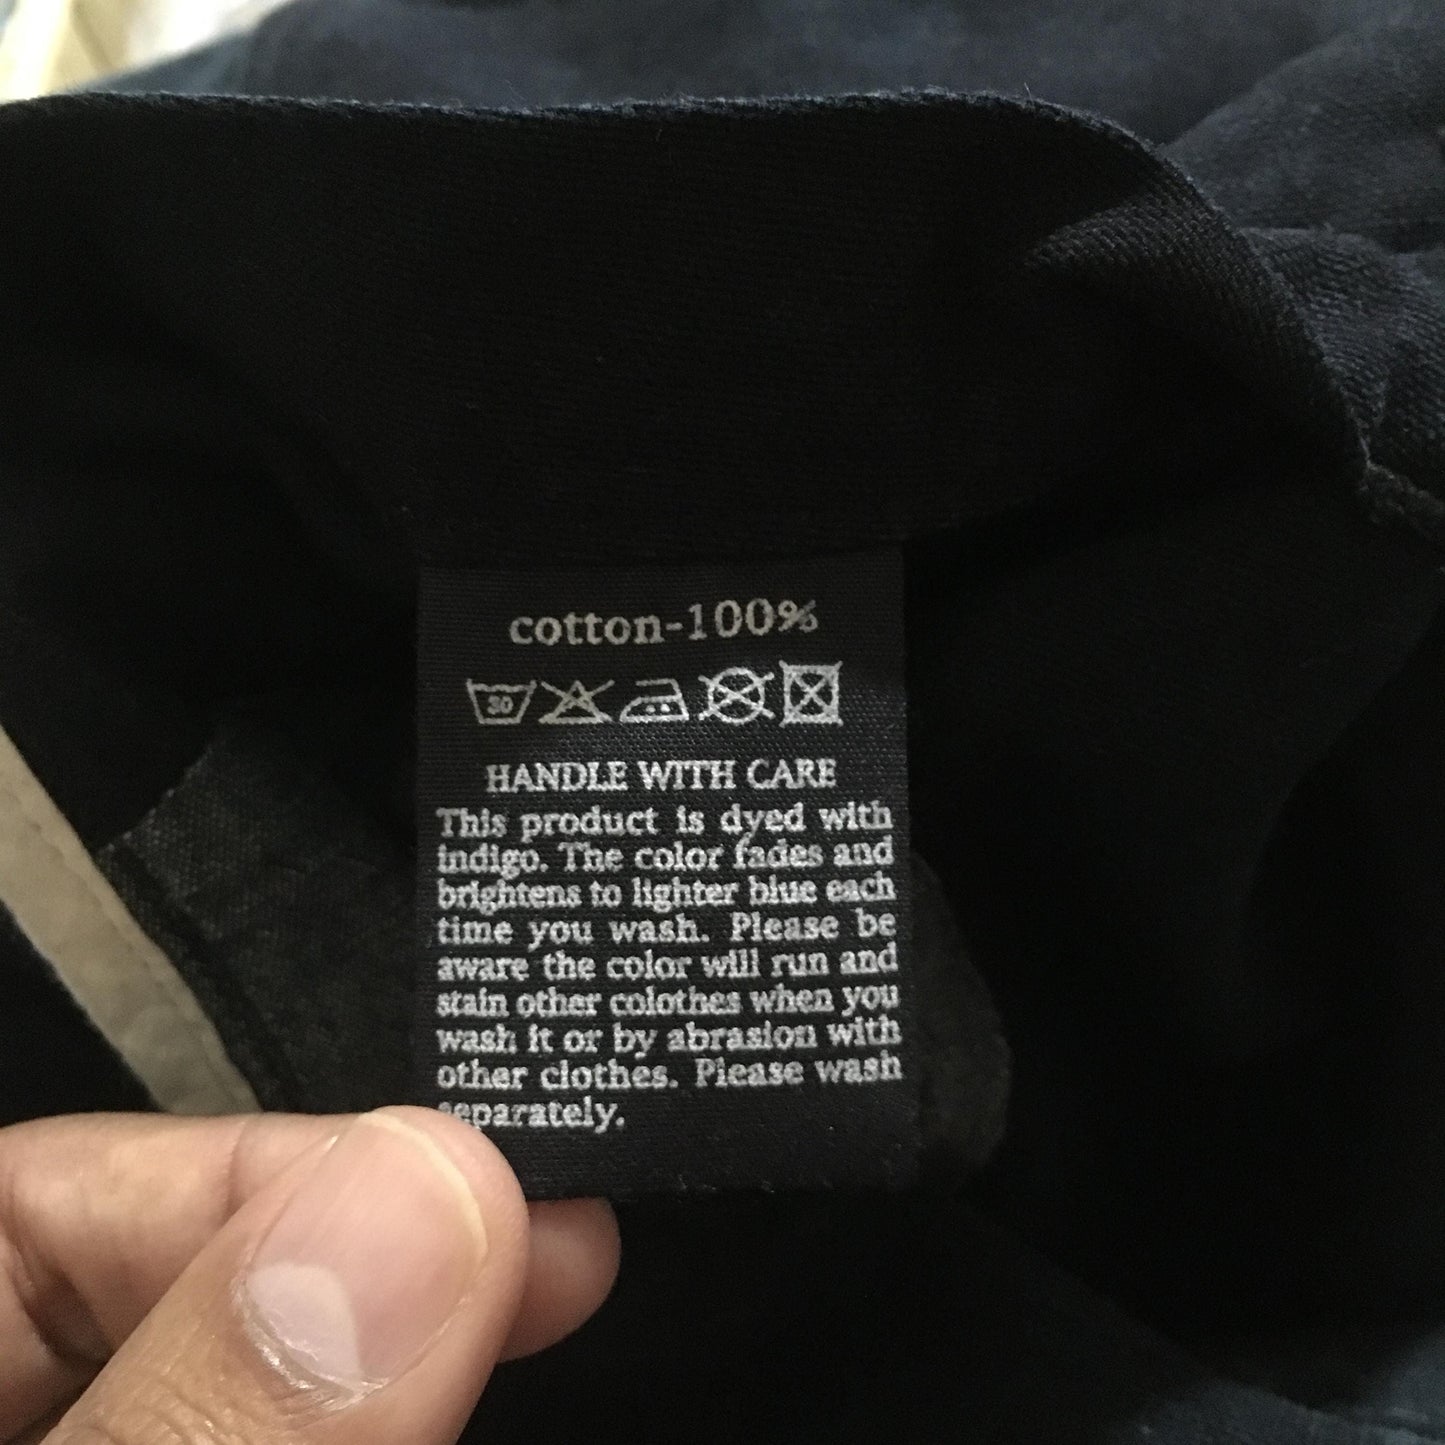 cotton-100%
30
HANDLE WITH CARE
This product is dyed with
indigo. The color fades and
brightens to lighter blue each
time you wash. Please be
aware the color will run and
stain other colothes when you
wash it or by abrasion with
other clothes. Please wash
separately.